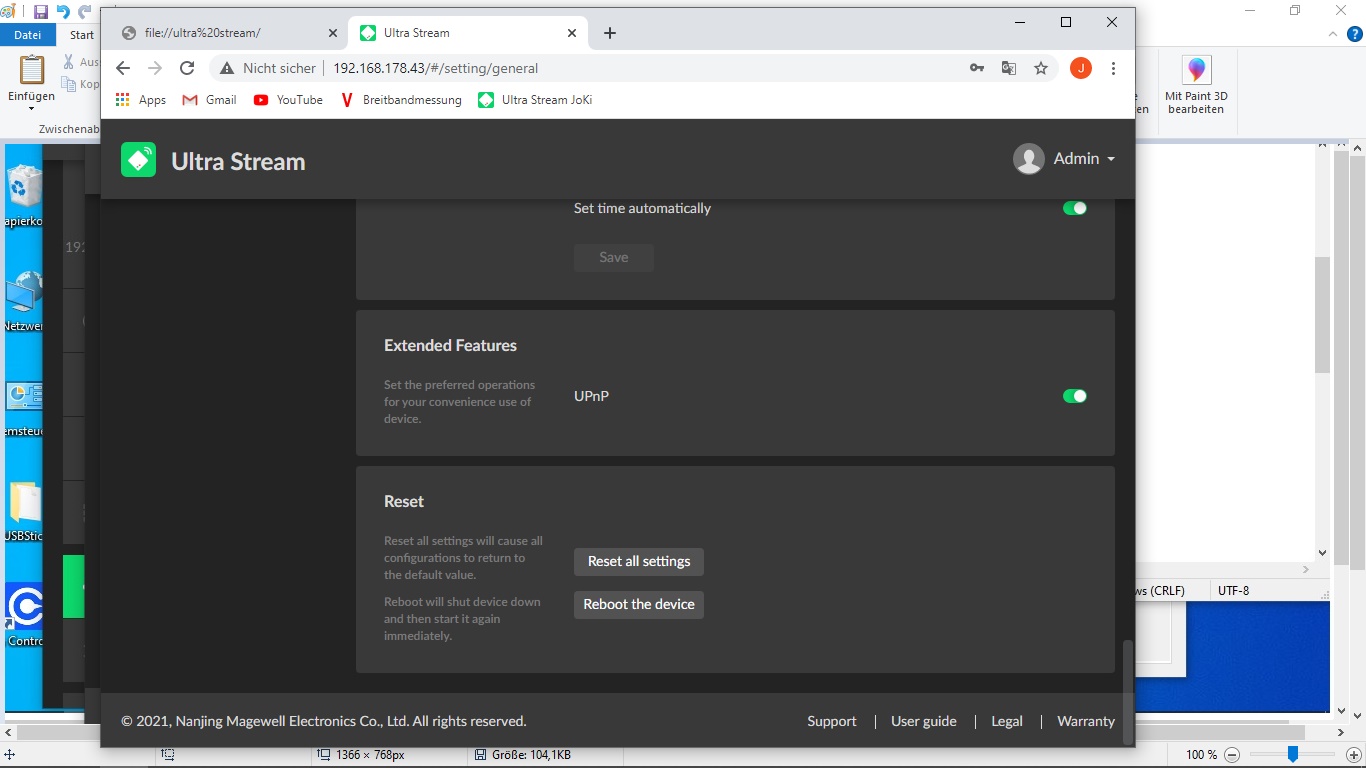 Datei
Start
Aus
Kop
Einfügen
Zwischenab
file://ultra%20stream/
Ultra Stream
Nicht sicher
192.168.178.43/#/setting/general
J
Apps
Gmail
YouTube
Breitbandmessung
Ultra Stream JoKi
en
Mit Paint 3D
bearbeiten
Ultra Stream
Admin
Set time automatically
Save
Extended Features
Set the preferred operations
for your convenience use of
device.
UPnP
Reset
Reset all settings will cause all
configurations to return to
the default value.
Reset all settings
Reboot will shut device down
and then start it again
immediately.
Reboot the device
© 2021, Nanjing Magewell Electronics Co., Ltd. All rights reserved.
Support | User guide | Legal | Warranty
apierko
192
Netzwer
emsteue
USBStic
Contro
ws (CRLF)
UTF-8
1366 × 768px
Größe: 104,1KB
100 %